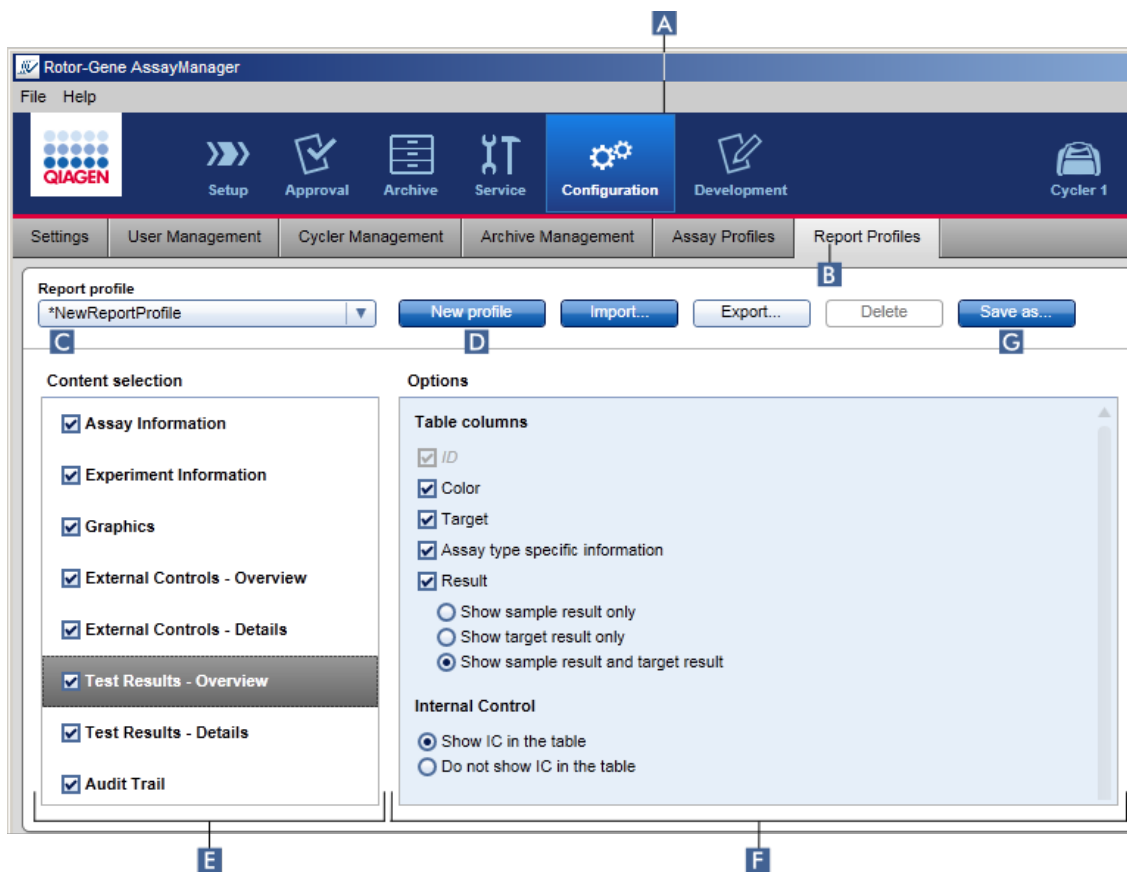 A
Rotor-Gene AssayManager
File Help
QIAGEN
Setup Approval Archive Service Configuration Development Cycler 1
Settings User Management Cycler Management Archive Management Assay Profiles Report Profiles
B
Report profile
*NewReportProfile New profile Import... Export... Delete Save as...
C D G
Content selection
Assay Information
Experiment Information
Graphics
External Controls - Overview
External Controls - Details
Test Results - Overview
Test Results - Details
Audit Trail
Options
Table columns
ID
Color
Target
Assay type specific information
Result
Show sample result only
Show target result only
Show sample result and target result
Internal Control
Show IC in the table
Do not show IC in the table
E F